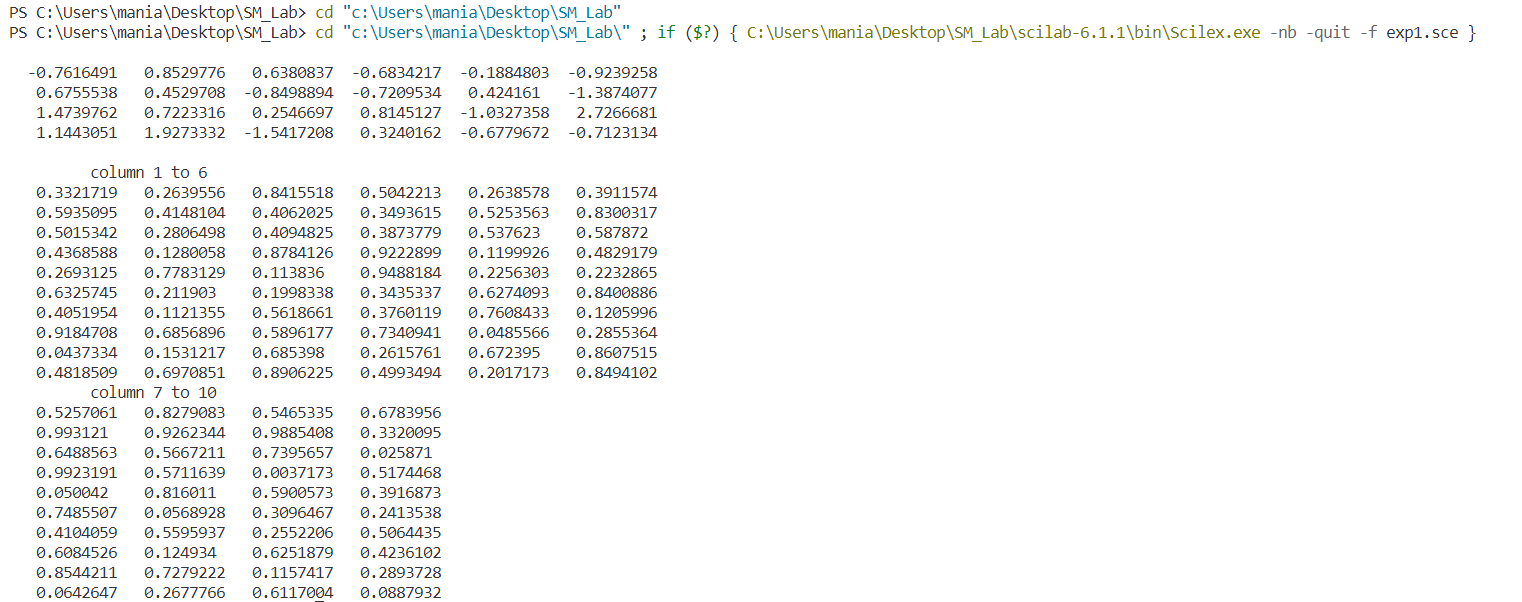 PS C:\Users\mania\Desktop\SM_Lab> cd "c:\Users\mania\Desktop\SM_Lab"
PS C:\Users\mania\Desktop\SM_Lab> cd "c:\Users\mania\Desktop\SM_Lab\" ; if ($?) { C:\Users\mania\Desktop\SM_Lab\scilab-6.1.1\bin\Scilex.exe -nb -quit -f exp1.sce }
-0.7616491 0.8529776 0.6380837 -0.6834217 -0.1884803 -0.9239258
0.6755538 0.4529708 -0.8498894 -0.7209534 0.424161 -1.3874077
1.4739762 0.7223316 0.2546697 0.8145127 -1.0327358 2.7266681
1.1443051 1.9273332 -1.5417208 0.3240162 -0.6779672 -0.7123134
column 1 to 6
0.3321719 0.2639556 0.8415518 0.5042213 0.2638578 0.3911574
0.5935095 0.4148104 0.4062025 0.3493615 0.5253563 0.8300317
0.5015342 0.2806498 0.4094825 0.3873779 0.537623 0.587872
0.4368588 0.1280058 0.8784126 0.9222899 0.1199926 0.4829179
0.2693125 0.7783129 0.113836 0.9488184 0.2256303 0.2232865
0.6325745 0.211903 0.1998338 0.3435337 0.6274093 0.8400886
0.4051954 0.1121355 0.5618661 0.3760119 0.7608433 0.1205996
0.9184708 0.6856896 0.5896177 0.7340941 0.0485566 0.2855364
0.0437334 0.1531217 0.685398 0.2615761 0.672395 0.8607515
0.4818509 0.6970851 0.8906225 0.4993494 0.2017173 0.8494102
column 7 to 10
0.5257061 0.8279083 0.5465335 0.6783956
0.993121 0.9262344 0.9885408 0.3320095
0.6488563 0.5667211 0.7395657 0.025871
0.9923191 0.5711639 0.0037173 0.5174468
0.050042 0.816011 0.5900573 0.3916873
0.7485507 0.0568928 0.3096467 0.2413538
0.4104059 0.5595937 0.2552206 0.5064435
0.6084526 0.124934 0.6251879 0.4236102
0.8544211 0.7279222 0.1157417 0.2893728
0.0642647 0.2677766 0.6117004 0.0887932